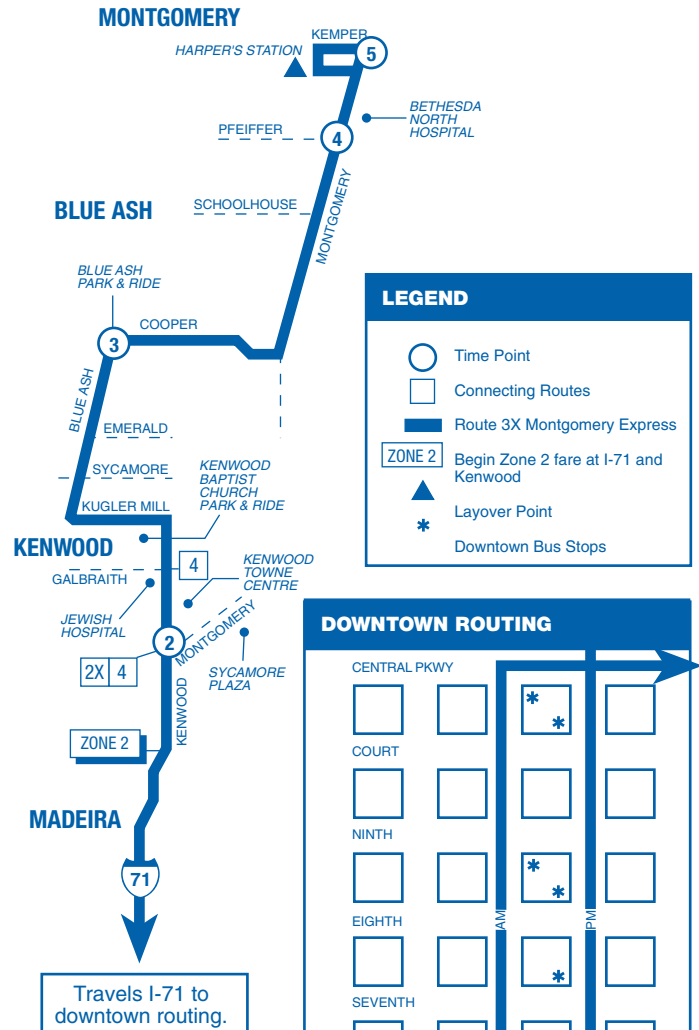 MONTGOMERY
KEMPER
HARPER'S STATION
5
BETHESDA
NORTH
HOSPITAL
PFEIFFER
4
SCHOOLHOUSE
BLUE ASH
MONTGOMERY
BLUE ASH
PARK & RIDE
COOPER
3
BLUE ASH
EMERALD
SYCAMORE
KENWOOD
BAPTIST
CHURCH
PARK & RIDE
KUGLER MILL
KENWOOD
4
GALBRAITH
KENWOOD
TOWNE
CENTRE
JEWISH
HOSPITAL
2
MONTGOMERY
2X 4
SYCAMORE
PLAZA
KENWOOD
ZONE 2
MADEIRA
71
Travels I-71 to
downtown routing.
LEGEND
Time Point
Connecting Routes
Route 3X Montgomery Express
ZONE 2 Begin Zone 2 fare at I-71 and
Kenwood
Layover Point
* Downtown Bus Stops
DOWNTOWN ROUTING
CENTRAL PKWY
*
*
COURT
NINTH
*
*
EIGHTH
AM
PM
*
SEVENTH